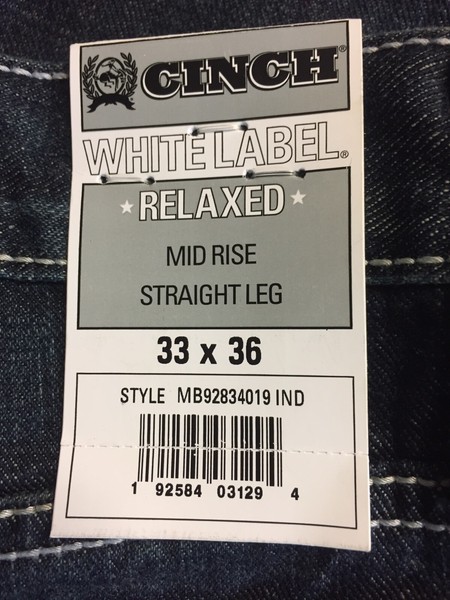 CINCH®
WHITE LABEL®
★ RELAXED ★
MID RISE
STRAIGHT LEG
33 x 36
STYLE MB92834019 IND
1 92584 03129 4